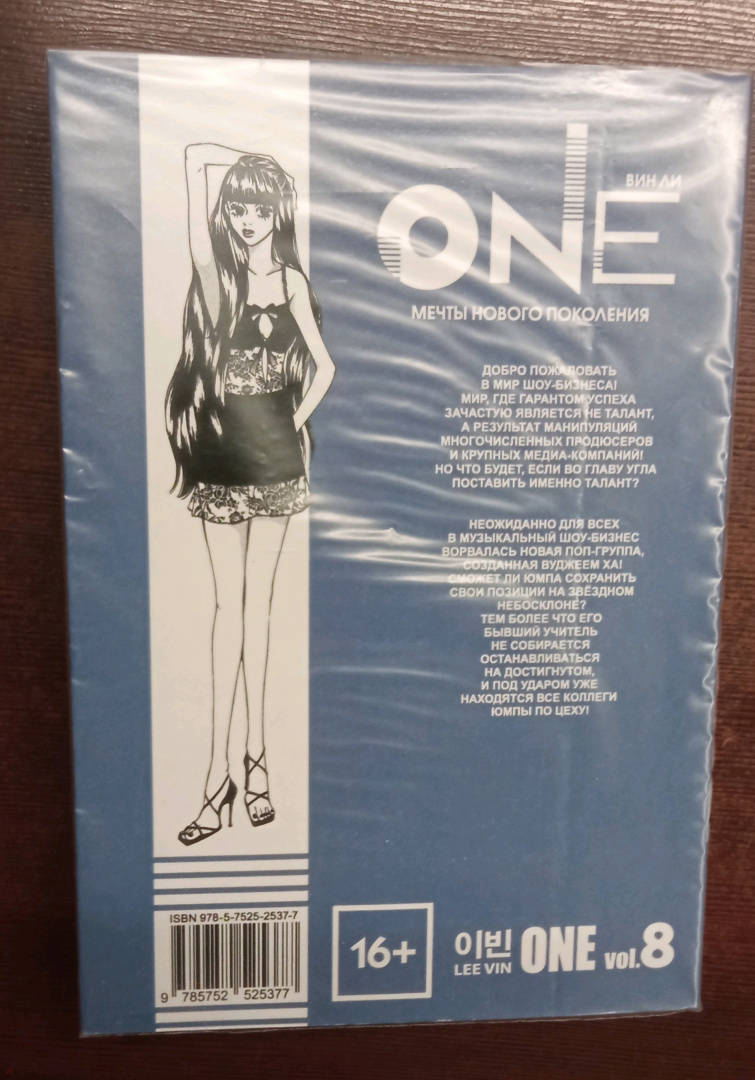 ВИН ЛИ
ONE
МЕЧТЫ НОВОГО ПОКОЛЕНИЯ
ДОБРО ПОЖАЛОВАТЬ
В МИР ШОУ-БИЗНЕСА!
МИР, ГДЕ ГАРАНТОМ УСПЕХА
ЗАЧАСТУЮ ЯВЛЯЕТСЯ НЕ ТАЛАНТ,
А РЕЗУЛЬТАТ МАНИПУЛЯЦИЙ
МНОГОЧИСЛЕННЫХ ПРОДЮСЕРОВ
И КРУПНЫХ МЕДИА-КОМПАНИЙ!
НО ЧТО БУДЕТ, ЕСЛИ ВО ГЛАВУ УГЛА
ПОСТАВИТЬ ИМЕННО ТАЛАНТ?
НЕОЖИДАННО ДЛЯ ВСЕХ
В МУЗЫКАЛЬНЫЙ ШОУ-БИЗНЕС
ВОРВАЛАСЬ НОВАЯ ПОП-ГРУППА,
СОЗДАННАЯ ВУДЖЕЕМ ХА!
СМОЖЕТ ЛИ ЮМПА СОХРАНИТЬ
СВОИ ПОЗИЦИИ НА ЗВЁЗДНОМ
НЕБОСКЛОНЕ?
ТЕМ БОЛЕЕ ЧТО ЕГО
БЫВШИЙ УЧИТЕЛЬ
НЕ СОБИРАЕТСЯ
ОСТАНАВЛИВАТЬСЯ
НА ДОСТИГНУТОМ,
И ПОД УДАРОМ УЖЕ
НАХОДЯТСЯ ВСЕ КОЛЛЕГИ
ЮМПЫ ПО ЦЕХУ!
ISBN 978-5-7525-2537-7
9 785752 525377
16+
이빈 ONE vol.8
LEE VIN